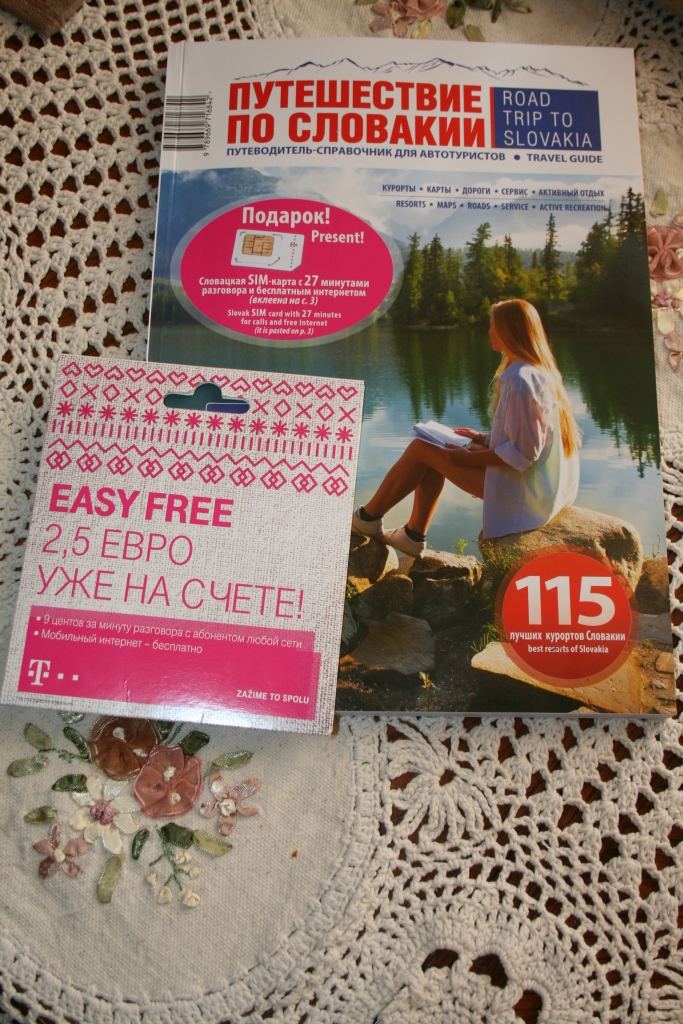 ПУТЕШЕСТВИЕ
ПО СЛОВАКИИ
ROAD
TRIP TO
SLOVAKIA
ПУТЕВОДИТЕЛЬ-СПРАВОЧНИК ДЛЯ АВТОТУРИСТОВ • TRAVEL GUIDE
КУРОРТЫ • КАРТЫ • ДОРОГИ • СЕРВИС • АКТИВНЫЙ ОТДЫХ
RESORTS • MAPS • ROADS • SERVICE • ACTIVE RECREATION
Подарок!
Present!
Словацкая SIM-карта с 27 минутами
разговора и бесплатным интернетом
(вклеена на с. 3)
Slovak SIM card with 27 minutes
for calls and free Internet
(It is pasted on p. 3)
EASY FREE
2,5 ЕВРО
УЖЕ НА СЧЕТЕ!
• 9 центов за минуту разговора с абонентом любой сети
• Мобильный интернет – бесплатно
T
ZAŽIME TO SPOLU
115
лучших курортов Словакии
best resorts of Slovakia